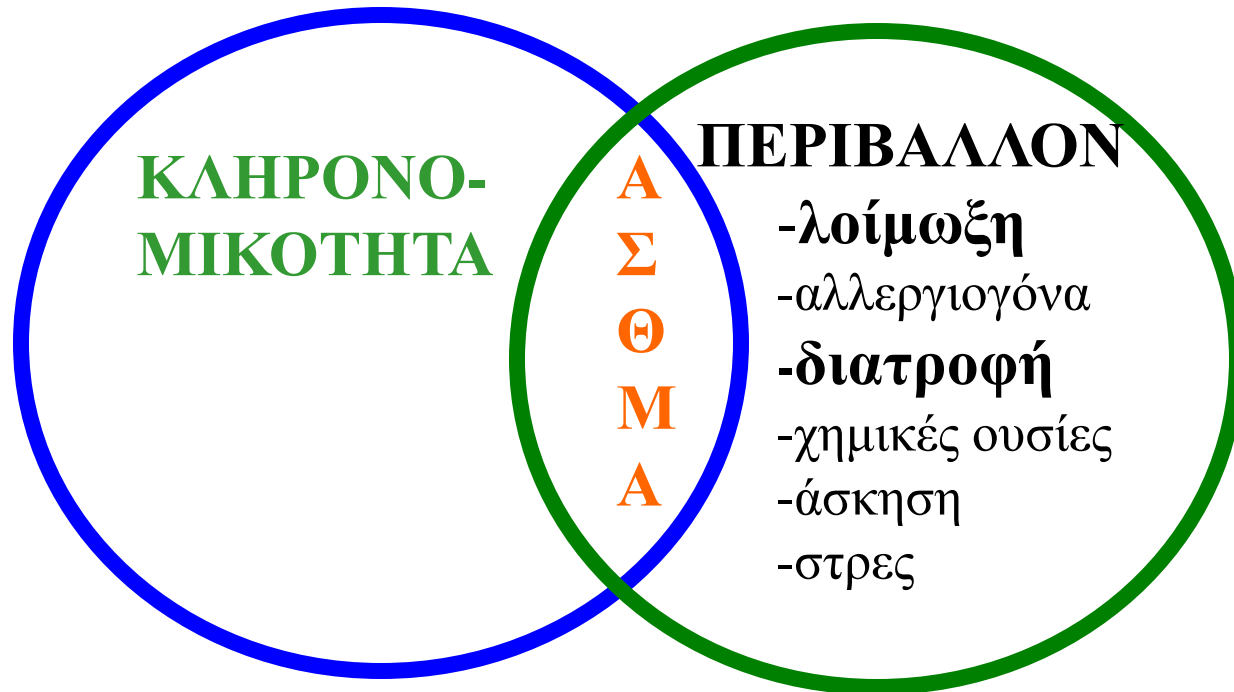 ΚΛΗΡΟΝΟ-
ΜΙΚΟΤΗΤΑ
Α
Σ
Θ
Μ
Α
ΠΕΡΙΒΑΛΛΟΝ
-λοίμωξη
-αλλεργιογόνα
-διατροφή
-χημικές ουσίες
-άσκηση
-στρες